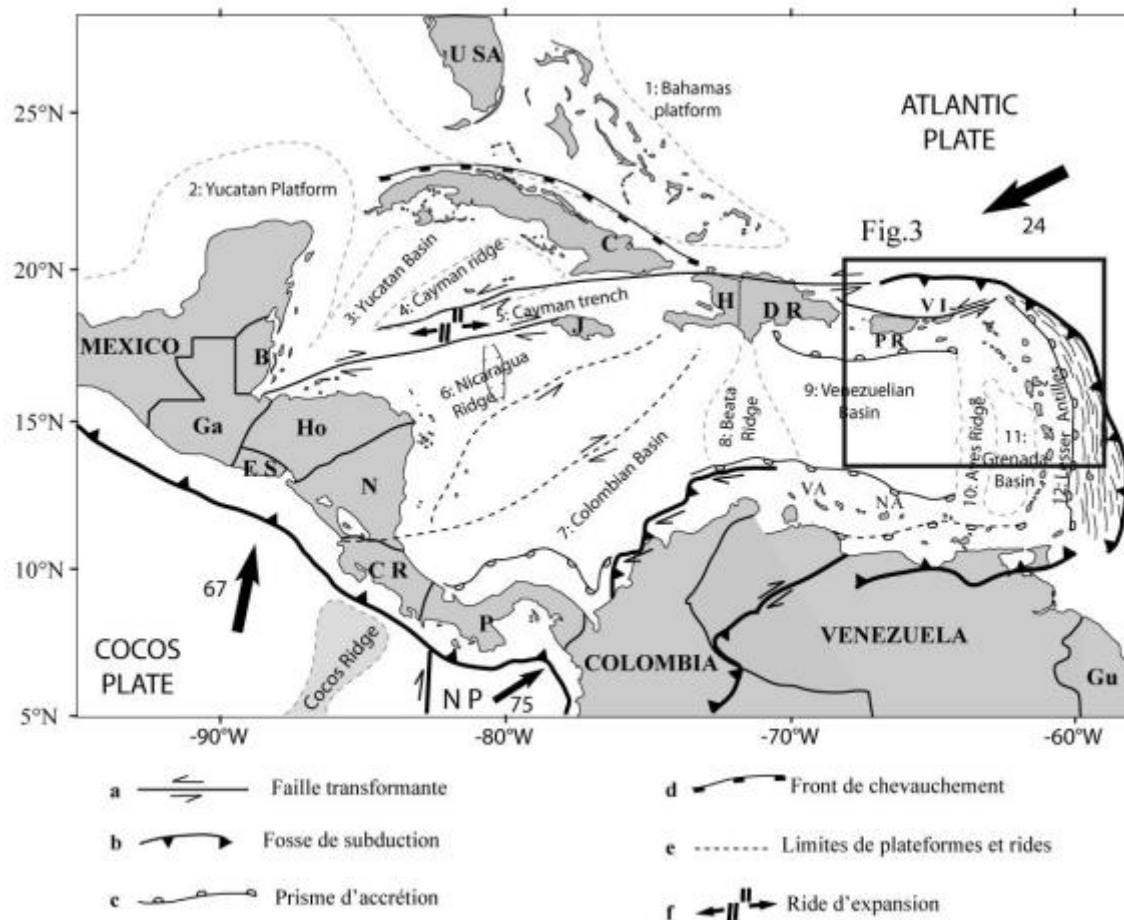 U SA
25°N
1: Bahamas
platform
ATLANTIC
PLATE
2: Yucatan Platform
24
Fig.3
C
20°N
3: Yucatan Basin
4: Cayman ridge
5: Cayman trench
H
D R
V I
J
P R
MEXICO
B
6: Nicaragua
Ridge
9: Venezuelian
Basin
8: Beata
Ridge
15°N
Ga
Ho
10: Aves Ridge
11:
Grenada
Basin
12: Lesser Antilles
E S
N
7: Colombian Basin
VA
NA
10°N
C R
67
P
VENEZUELA
COCOS
PLATE
Cocos Ridge
COLOMBIA
Gu
N P
75
5°N
-90°W
-80°W
-70°W
-60°W
a Faille transformante
d Front de chevauchement
b Fosse de subduction
e Limites de plateformes et rides
c Prisme d'accrétion
f Ride d'expansion